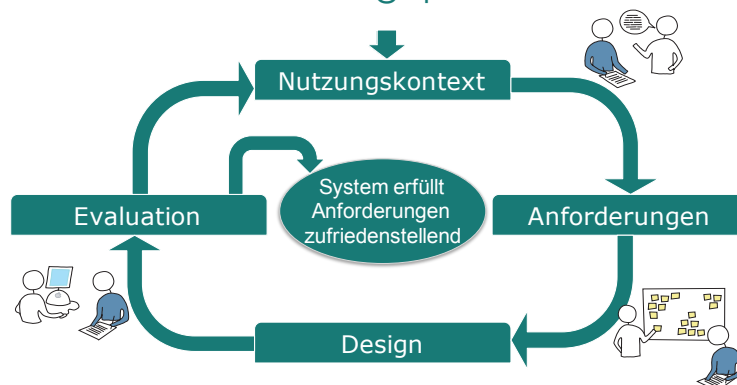 Nutzungskontext
System erfüllt
Anforderungen
zufriedenstellend
Evaluation
Anforderungen
Design